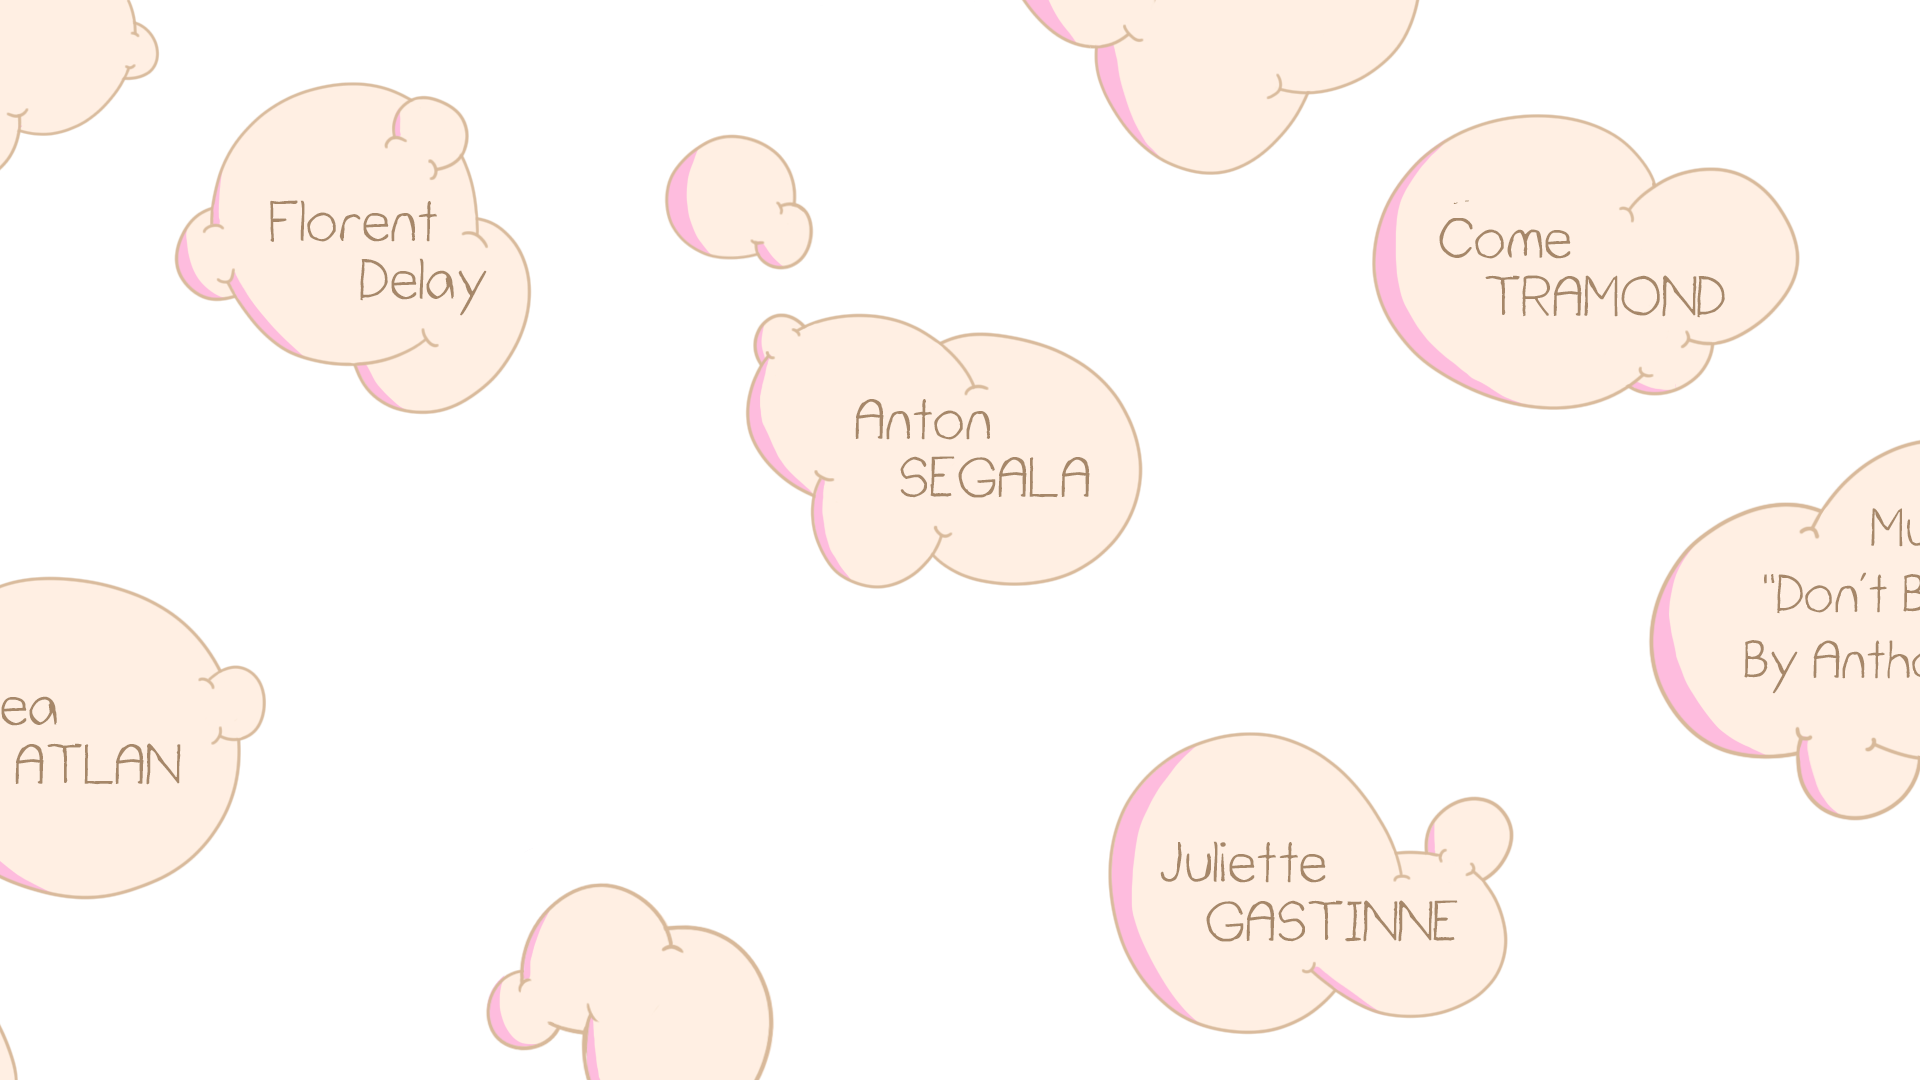 Florent
Delay
Come
TRAMOND
Anton
SEGALA
"Don't
By
ea
ATLAN
Juliette
GASTINNE